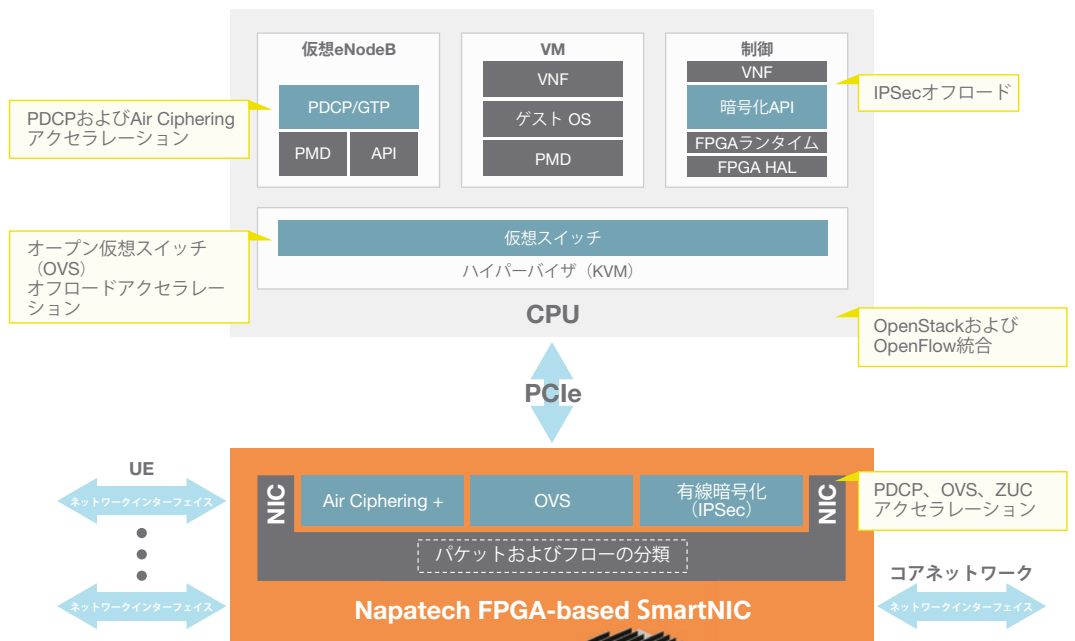 仮想eNodeB
PDCP/GTP
PMD
API
VM
VNF
ゲスト OS
PMD
制御
VNF
暗号化API
FPGAランタイム
FPGA HAL
PDCPおよびAir Ciphering
アクセラレーション
IPSecオフロード
仮想スイッチ
ハイパーバイザ（KVM）
CPU
オープン仮想スイッチ
（OVS）
オフロードアクセラレー
ション
OpenStackおよび
OpenFlow統合
PCIe
UE
ネットワークインターフェイス
ネットワークインターフェイス
NIC
Air Ciphering +
OVS
有線暗号化
（IPSec）
NIC
パケットおよびフローの分類
Napatech FPGA-based SmartNIC
PDCP、OVS、ZUC
アクセラレーション
コアネットワーク
ネットワークインターフェイス